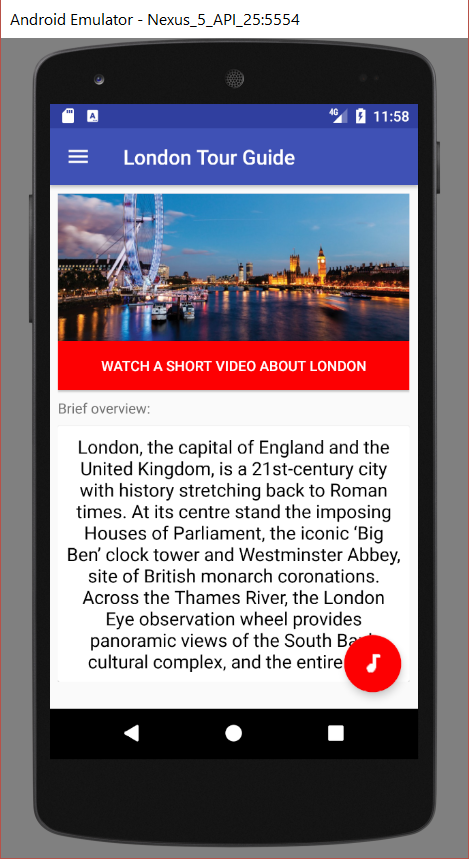 Android Emulator - Nexus_5_API_25:5554
A 4G 11:58
London Tour Guide
WATCH A SHORT VIDEO ABOUT LONDON
Brief overview:
London, the capital of England and the
United Kingdom, is a 21st-century city
with history stretching back to Roman
times. At its centre stand the imposing
Houses of Parliament, the iconic ‘Big
Ben’ clock tower and Westminster Abbey,
site of British monarch coronations.
Across the Thames River, the London
Eye observation wheel provides
panoramic views of the South
cultural complex, and the entire